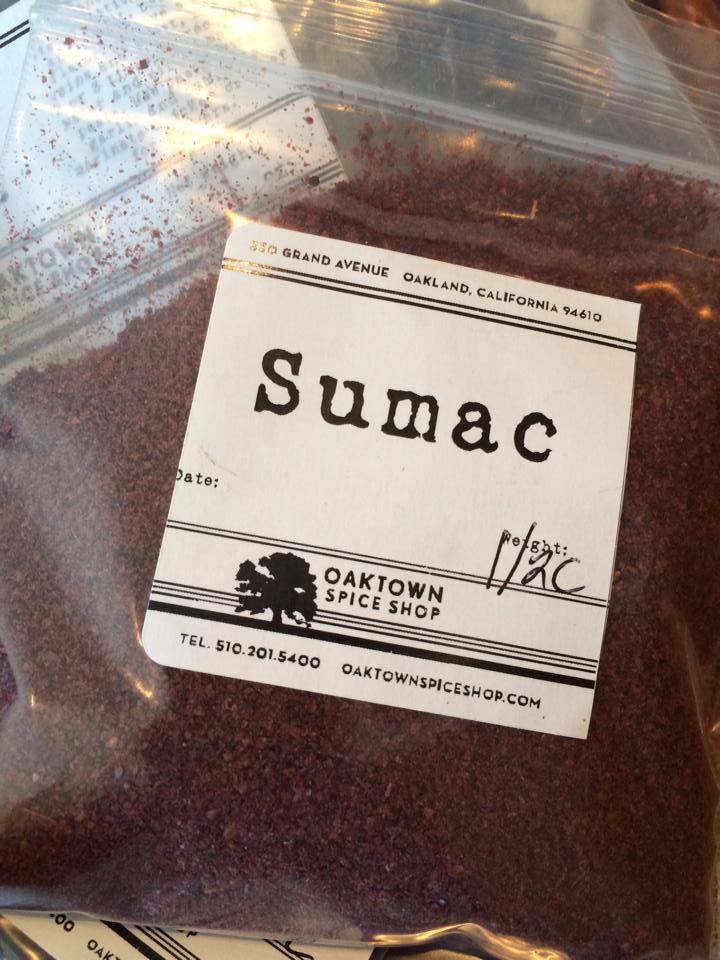 850 GRAND AVENUE OAKLAND, CALIFORNIA 94610
Sumac
Date:
Weight:
1/2C
OAKTOWN
SPICE SHOP
TEL. 510.201.5400 OAKTOWNSPICESHOP.COM